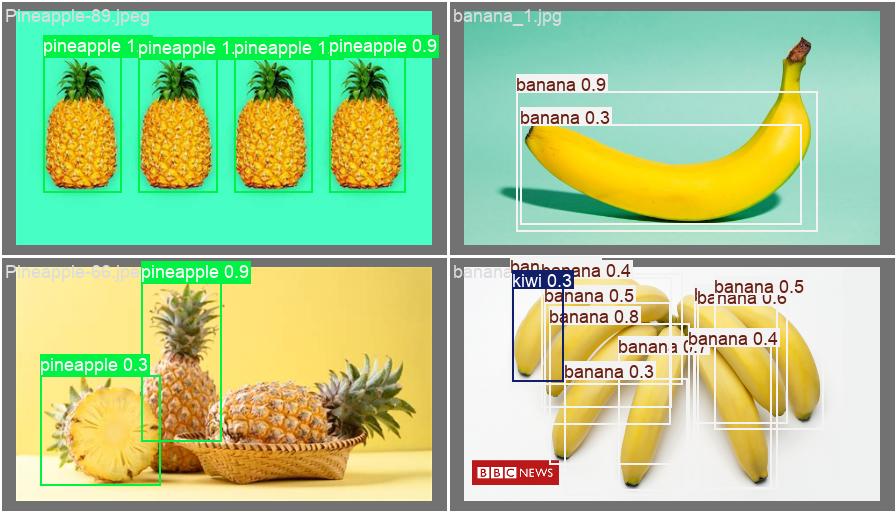 Pineapple-89.jpeg
pineapple 1. pineapple 1. pineapple 1 pineapple 0.9
banana_1.jpg
banana 0.9
banana 0.3
Pineapple-66.jpe
pineapple 0.9
pineapple 0.3
banana
ban
banana 0.4
kiwi 0.3
banana 0.5
banana 0.5
banana 0.6
banana 0.8
banana 0.7
banana 0.4
banana 0.3
BBC NEWS